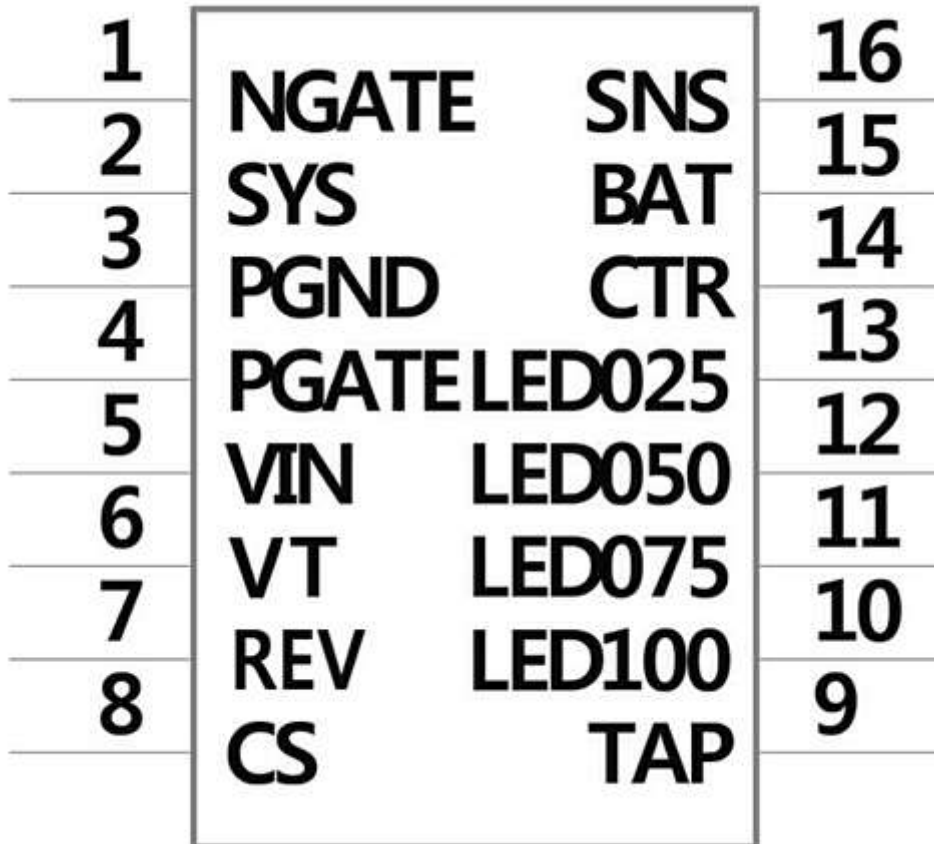 1 NGATE SNS 16
2 SYS BAT 15
3 PGND CTR 14
4 PGATE LED025 13
5 VIN LED050 12
6 VT LED075 11
7 REV LED100 10
8 CS TAP 9